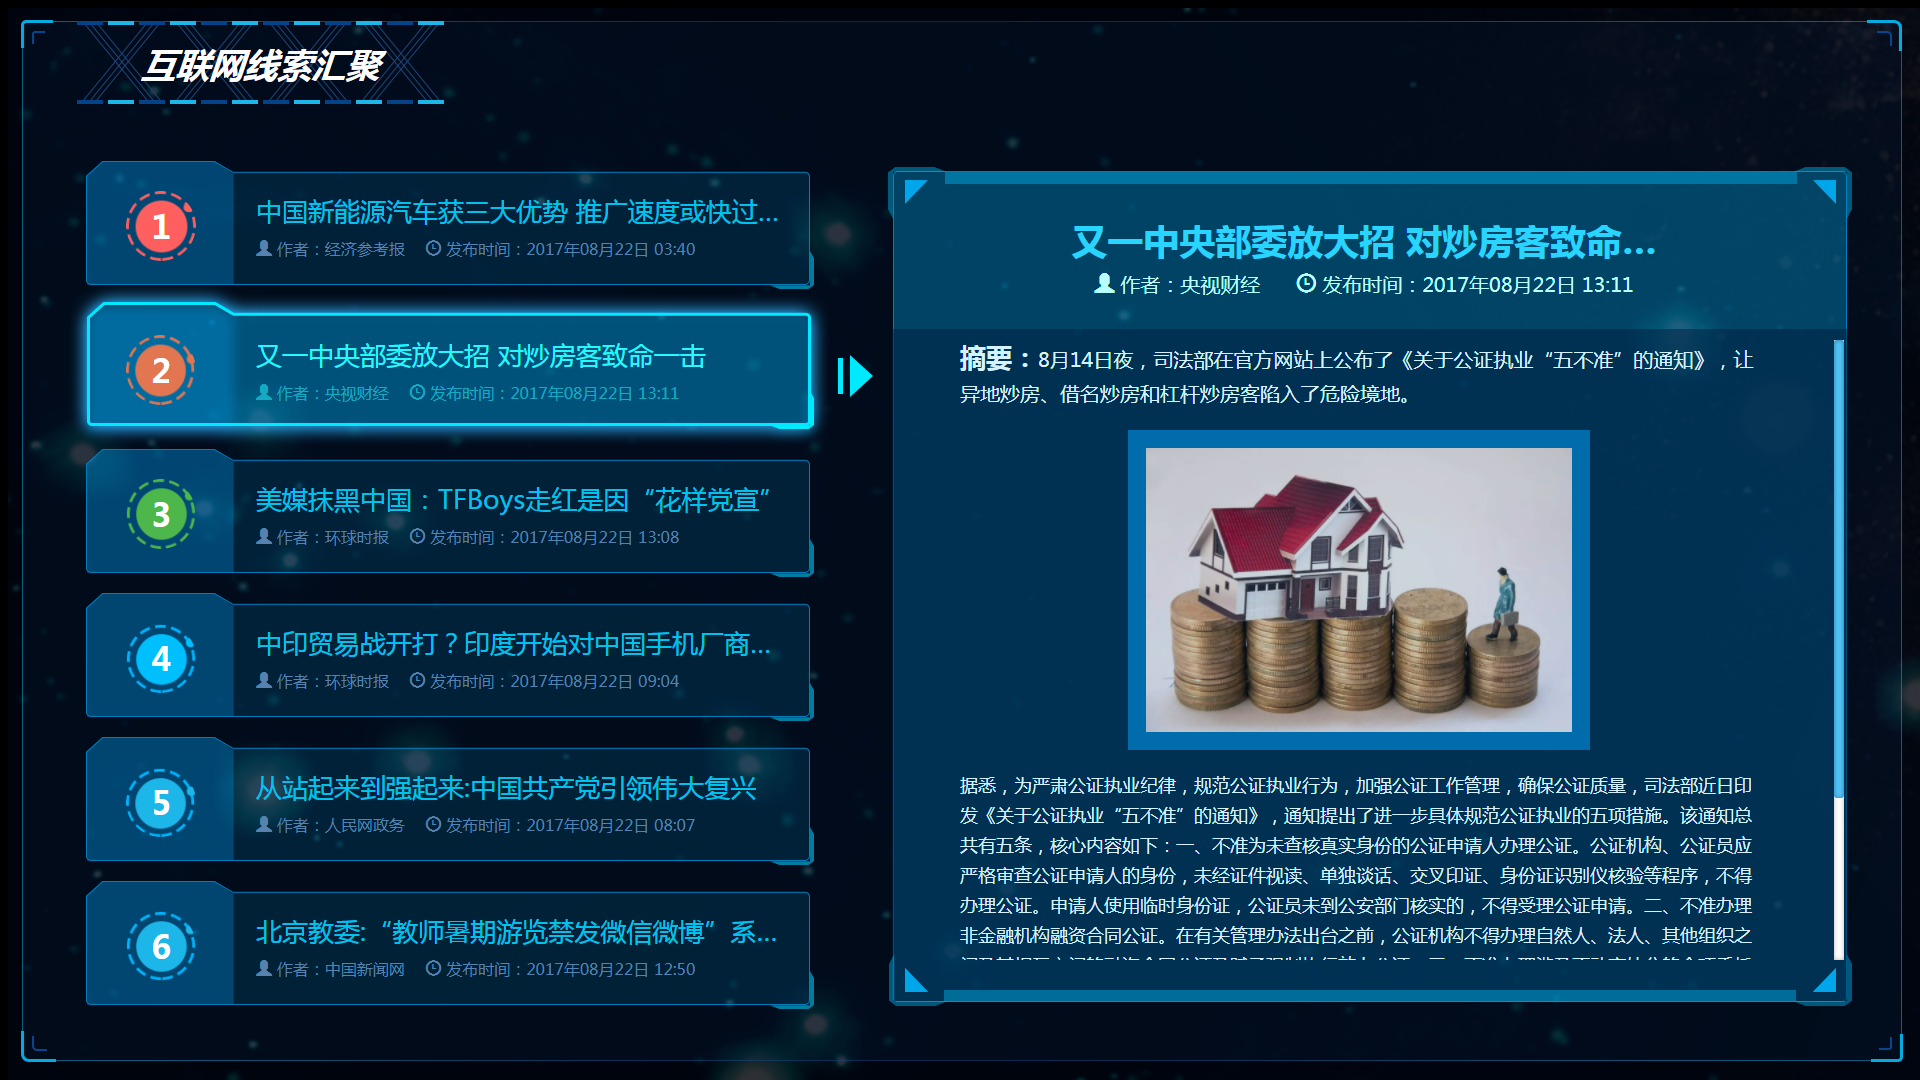 互联网线索汇聚
1
中国新能源汽车获三大优势 推广速度或快过...
作者：经济参考报 发布时间：2017年08月22日 03:40
2
又一中央部委放大招 对炒房客致命一击
作者：央视财经 发布时间：2017年08月22日 13:11
3
美媒抹黑中国：TFBoys走红是因“花样党宣”
作者：环球时报 发布时间：2017年08月22日 13:08
4
中印贸易战开打？印度开始对中国手机厂商...
作者：环球时报 发布时间：2017年08月22日 09:04
5
从站起来到强起来:中国共产党引领伟大复兴
作者：人民网政务 发布时间：2017年08月22日 08:07
6
北京教委:“教师暑期游览禁发微信微博”系...
作者：中国新闻网 发布时间：2017年08月22日 12:50
又一中央部委放大招 对炒房客致命...
作者：央视财经 发布时间：2017年08月22日 13:11
摘要：8月14日夜，司法部在官方网站上公布了《关于公证执业“五不准”的通知》，让
异地炒房、借名炒房和杠杆炒房客陷入了危险境地。
据悉，为严肃公证执业纪律，规范公证执业行为，加强公证工作管理，确保公证质量，司法部近日印
发《关于公证执业“五不准”的通知》，通知提出了进一步具体规范公证执业的五项措施。该通知总
共有五条，核心内容如下：一、不准为未查核真实身份的公证申请人办理公证。公证机构、公证员应
严格审查公证申请人的身份，未经证件视读、单独谈话、交叉印证、身份证识别仪核验等程序，不得
办理公证。申请人使用临时身份证，公证员未到公安部门核实的，不得受理公证申请。二、不准办理
非金融机构融资合同公证。在有关管理办法出台之前，公证机构不得办理自然人、法人、其他组织之